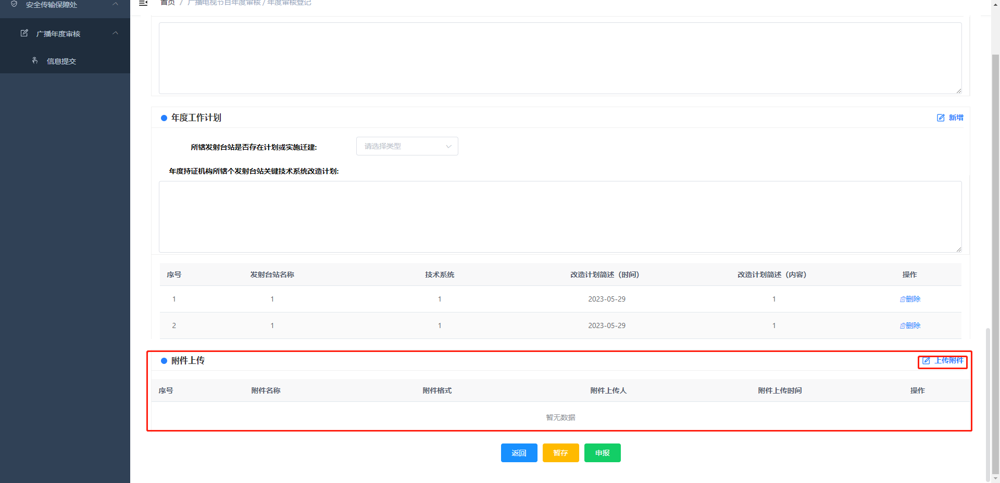 安全传输保障处
广播年度审核
信息提交
首页 / 广播电视节目年度审核 / 年度审核登记
年度工作计划
新增
所辖发射台站是否存在计划或实施迁建:
请选择类型
年度持证机构所辖个发射台站关键技术系统改造计划:
序号 发射台站名称 技术系统 改造计划简述（时间） 改造计划简述（内容） 操作
1 1 1 2023-05-29 1 删除
2 1 1 2023-05-29 1 删除
附件上传
上传附件
序号 附件名称 附件格式 附件上传人 附件上传时间 操作
暂无数据
返回 暂存 申报